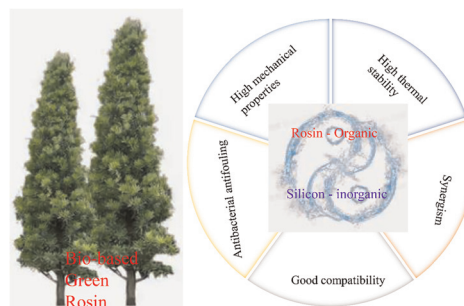 Bio-based
Green
Rosin
High mechanical
properties
High thermal
stability
Antibacterial antifouling
Rosin - Organic
Silicon - inorganic
Synergism
Good compatibility